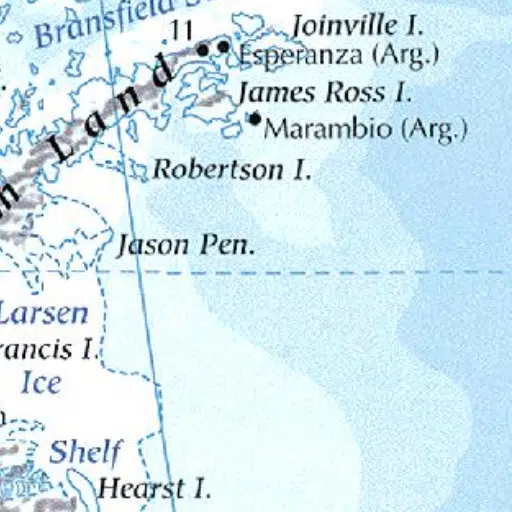 Bransfield S
11
Joinville I.
Esperanza (Arg.)
James Ross I.
Land
Marambio (Arg.)
Robertson I.
Jason Pen.
Larsen
rancis I.
Ice
Shelf
Hearst I.